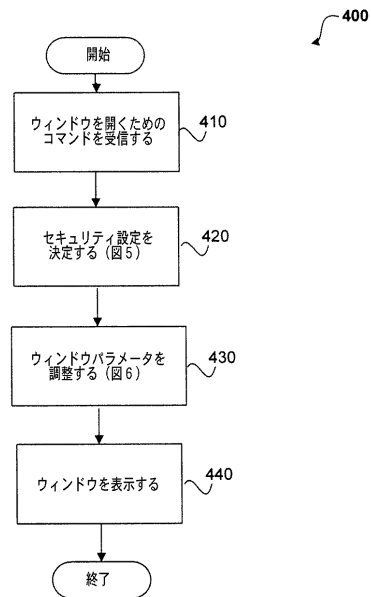 400
開始
ウィンドウを開くための
コマンドを受信する
410
セキュリティ設定を
決定する（図５）
420
ウィンドウパラメータを
調整する（図６）
430
ウィンドウを表示する
440
終了